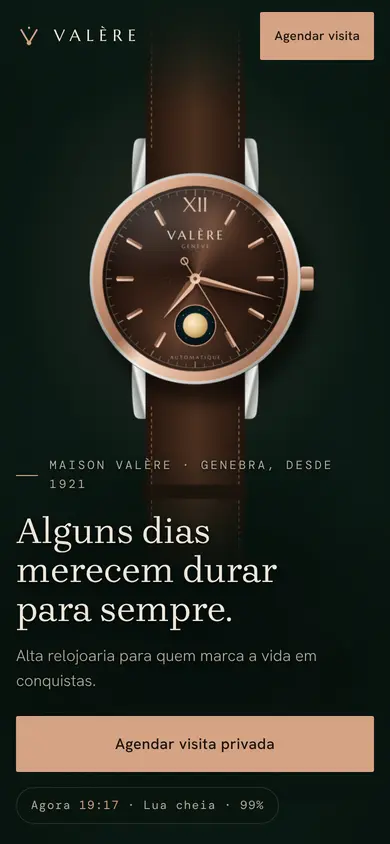 VALÈRE
Agendar visita
XII
VALÈRE
GENÈVE
AUTOMATIQUE
MAISON VALÈRE · GENEBRA, DESDE
1921
Alguns dias
merecem durar
para sempre.
Alta relojoaria para quem marca a vida em
conquistas.
Agendar visita privada
Agora 19:17 · Lua cheia · 99%